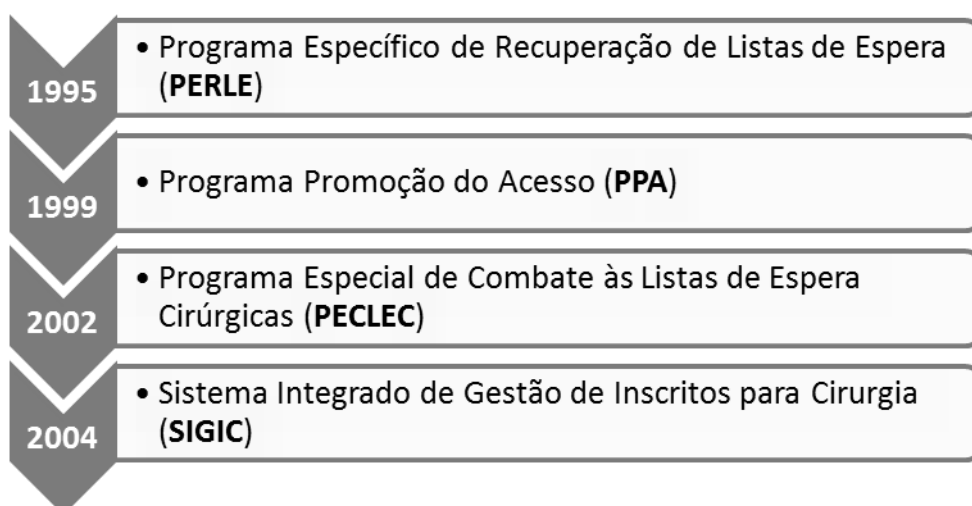 1995
• Programa Específico de Recuperação de Listas de Espera
(PERLE)
1999
• Programa Promoção do Acesso (PPA)
2002
• Programa Especial de Combate às Listas de Espera
Cirúrgicas (PECLEC)
2004
• Sistema Integrado de Gestão de Inscritos para Cirurgia
(SIGIC)